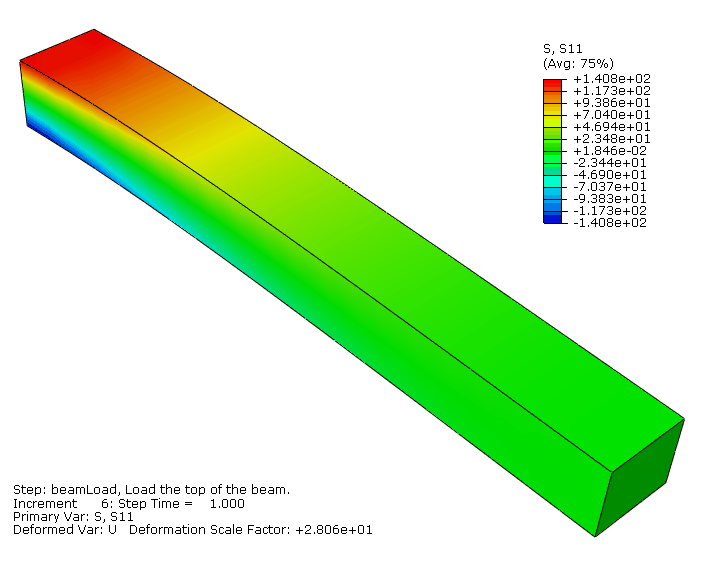 S, S11
(Avg: 75%)
+1.408e+02
+1.173e+02
+9.386e+01
+7.040e+01
+4.694e+01
+2.348e+01
+1.846e-02
-2.344e+01
-4.690e+01
-7.037e+01
-9.383e+01
-1.173e+02
-1.408e+02
Step: beamLoad, Load the top of the beam.
Increment 6: Step Time = 1.000
Primary Var: S, S11
Deformed Var: U Deformation Scale Factor: +2.806e+01